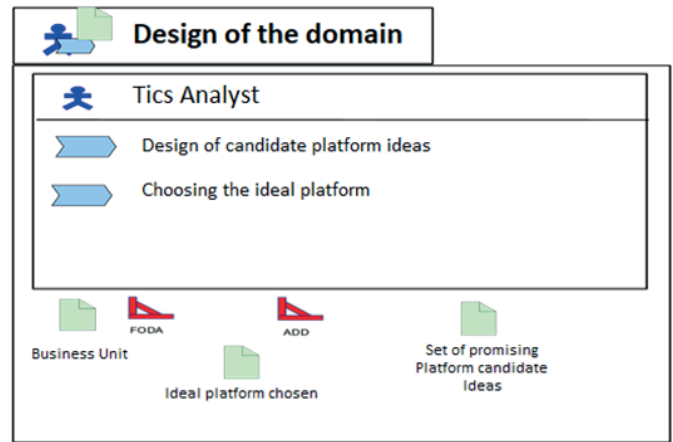 Design of the domain
Tics Analyst
Design of candidate platform ideas
Choosing the ideal platform
FODA
ADD
Business Unit
Set of promising
Platform candidate
Ideas
Ideal platform chosen